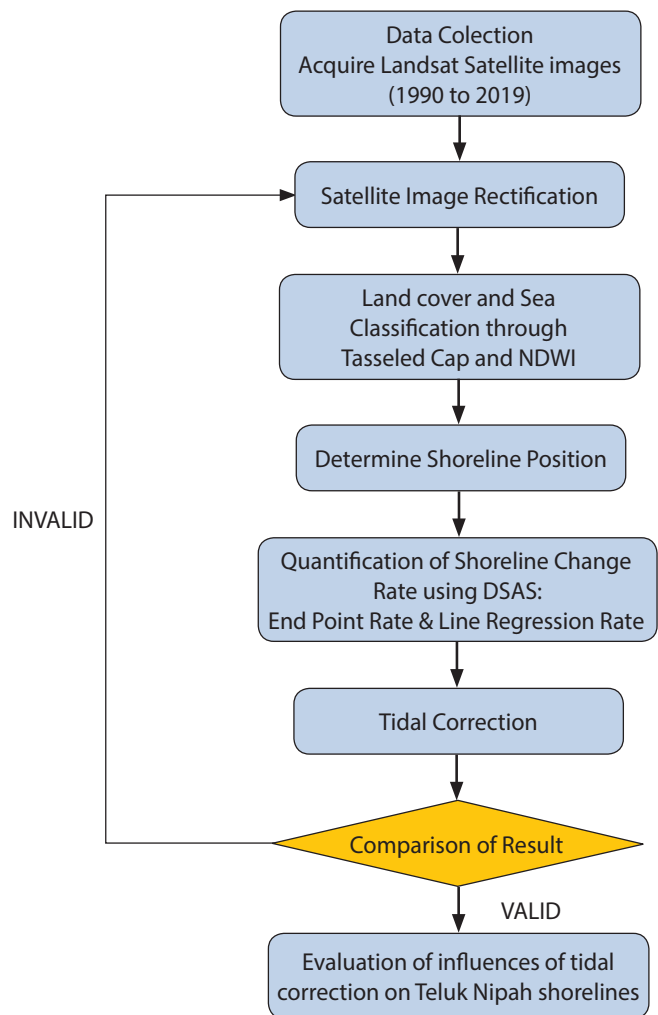 Data Colection
Acquire Landsat Satellite images
(1990 to 2019)
Satellite Image Rectification
Land cover and Sea
Classification through
Tasseled Cap and NDWI
Determine Shoreline Position
INVALID
Quantification of Shoreline Change
Rate using DSAS:
End Point Rate & Line Regression Rate
Tidal Correction
Comparison of Result
VALID
Evaluation of influences of tidal
correction on Teluk Nipah shorelines